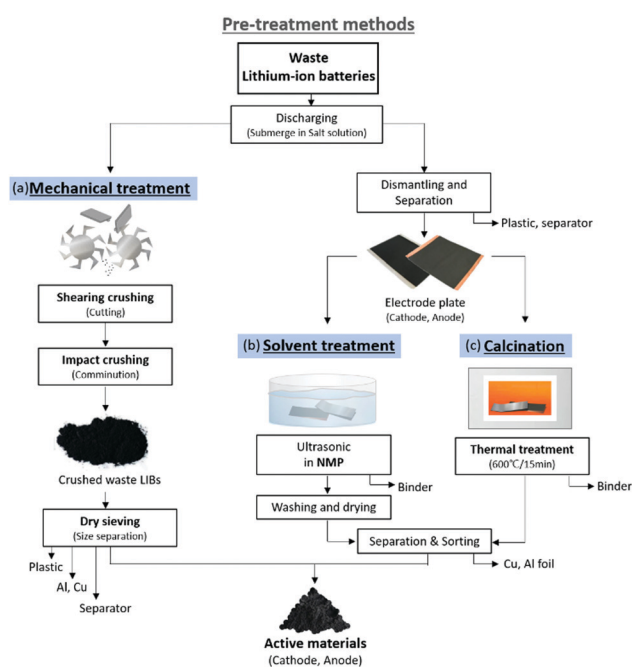 Pre-treatment methods
Waste
Lithium-ion batteries
Discharging
(Submerge in Salt solution)
(a) Mechanical treatment
Shearing crushing
(Cutting)
Impact crushing
(Comminution)
Crushed waste LIBs
Dry sieving
(Size separation)
Plastic
Al, Cu
Separator
Dismantling and
Separation
Plastic, separator
Electrode plate
(Cathode, Anode)
(b) Solvent treatment
Ultrasonic
in NMP
Binder
Washing and drying
(c) Calcination
Thermal treatment
(600℃/15min)
Binder
Separation & Sorting
Cu, Al foil
Active materials
(Cathode, Anode)